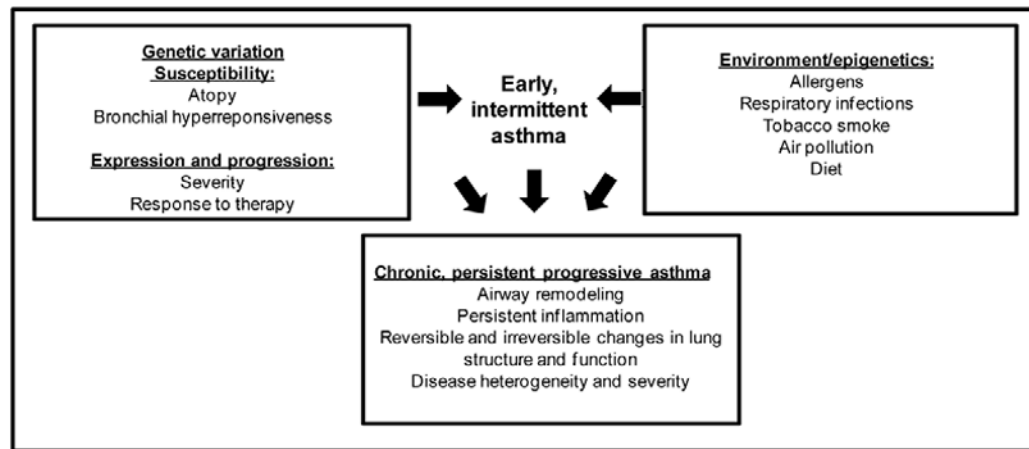 Genetic variation
Susceptibility:
Atopy
Bronchial hyperreponsiveness
Expression and progression:
Severity
Response to therapy
Early,
intermittent
asthma
Environment/epigenetics:
Allergens
Respiratory infections
Tobacco smoke
Air pollution
Diet
Chronic, persistent progressive asthma
Airway remodeling
Persistent inflammation
Reversible and irreversible changes in lung
structure and function
Disease heterogeneity and severity